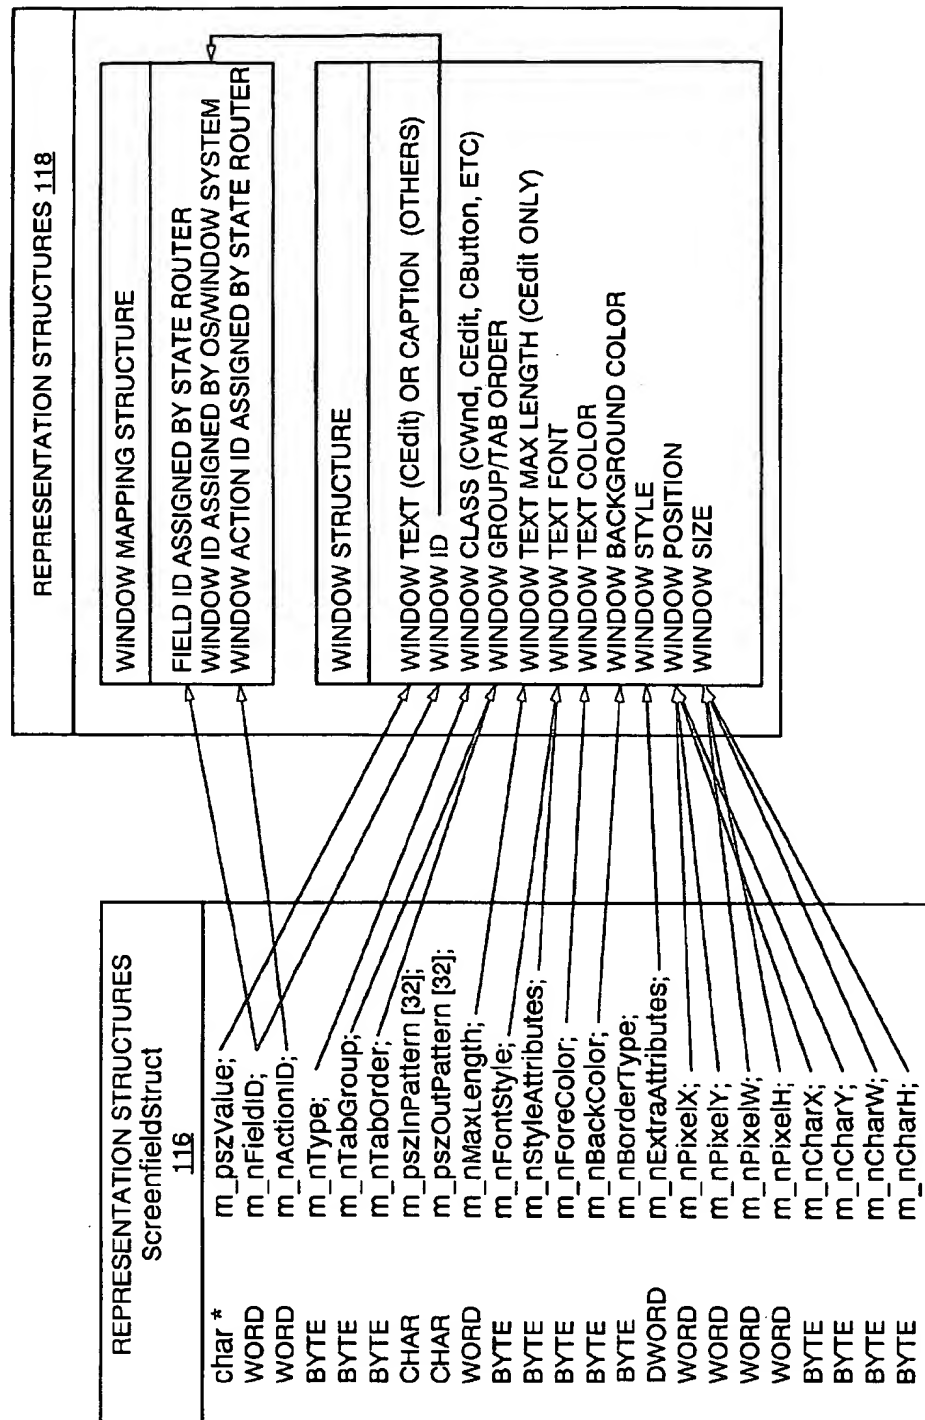 REPRESENTATION STRUCTURES
ScreenfieldStruct
116
char * m_pszValue;
WORD m_nFieldID;
WORD m_nActionID;
BYTE m_nType;
BYTE m_nTabGroup;
BYTE m_nTaborder;
CHAR m_pszInPattern [32];
CHAR m_pszOutPattern [32];
WORD m_nMaxLength;
BYTE m_nFontStyle;
BYTE m_nStyleAttributes;
BYTE m_nForeColor;
BYTE m_nBackColor;
BYTE m_nBorderType;
DWORD m_nExtraAttributes;
WORD m_nPixelX;
WORD m_nPixelY;
WORD m_nPixelW;
WORD m_nPixelH;
BYTE m_nCharX;
BYTE m_nCharY;
BYTE m_nCharW;
BYTE m_nCharH;
REPRESENTATION STRUCTURES 118
WINDOW MAPPING STRUCTURE
FIELD ID ASSIGNED BY STATE ROUTER
WINDOW ID ASSIGNED BY OS/WINDOW SYSTEM
WINDOW ACTION ID ASSIGNED BY STATE ROUTER
WINDOW STRUCTURE
WINDOW TEXT (CEdit) OR CAPTION (OTHERS)
WINDOW ID
WINDOW CLASS (CWnd, CEdit, CButton, ETC)
WINDOW GROUP/TAB ORDER
WINDOW TEXT MAX LENGTH (CEdit ONLY)
WINDOW TEXT FONT
WINDOW TEXT COLOR
WINDOW BACKGROUND COLOR
WINDOW STYLE
WINDOW POSITION
WINDOW SIZE